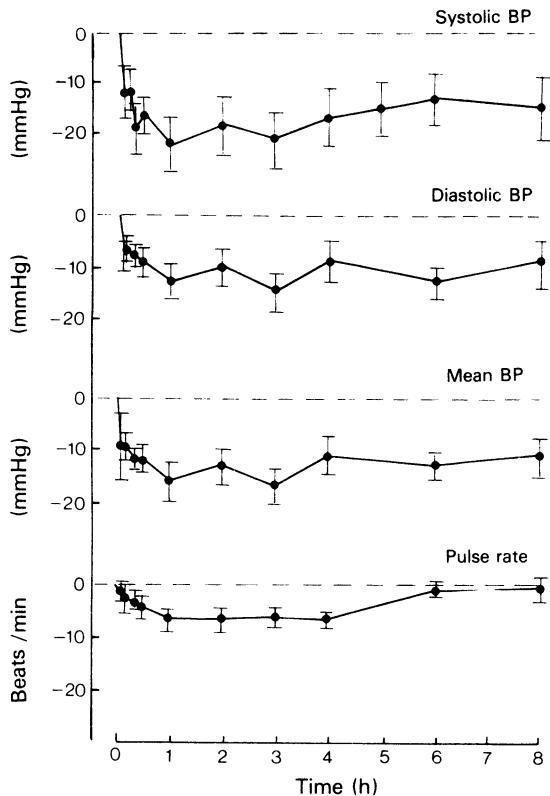 Systolic BP
0
−10
−20
(mmHg)
Diastolic BP
0
−10
−20
(mmHg)
Mean BP
0
−10
−20
(mmHg)
Pulse rate
0
−10
−20
Beats /min
0 1 2 3 4 5 6 7 8
Time (h)